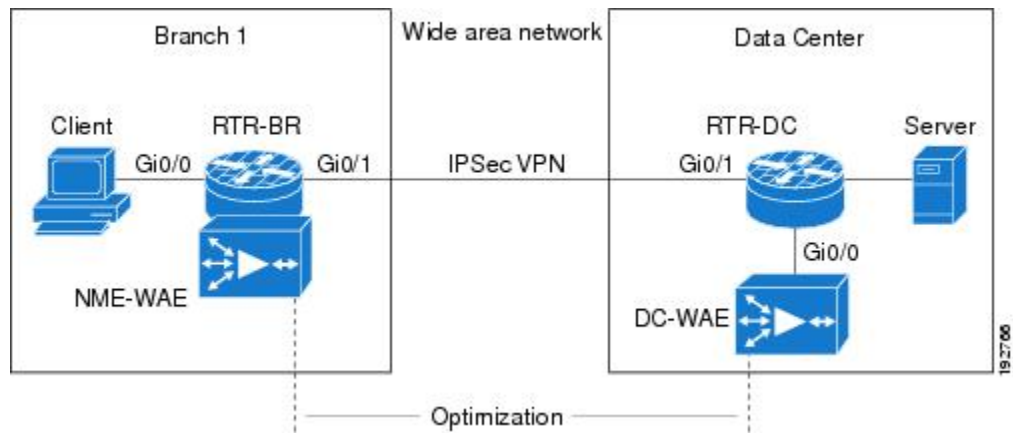 Branch 1
Wide area network
Data Center
Client
RTR-BR
RTR-DC
Server
Gi0/0
Gi0/1
IPSec VPN
Gi0/1
Gi0/0
NME-WAE
DC-WAE
192766
Optimization